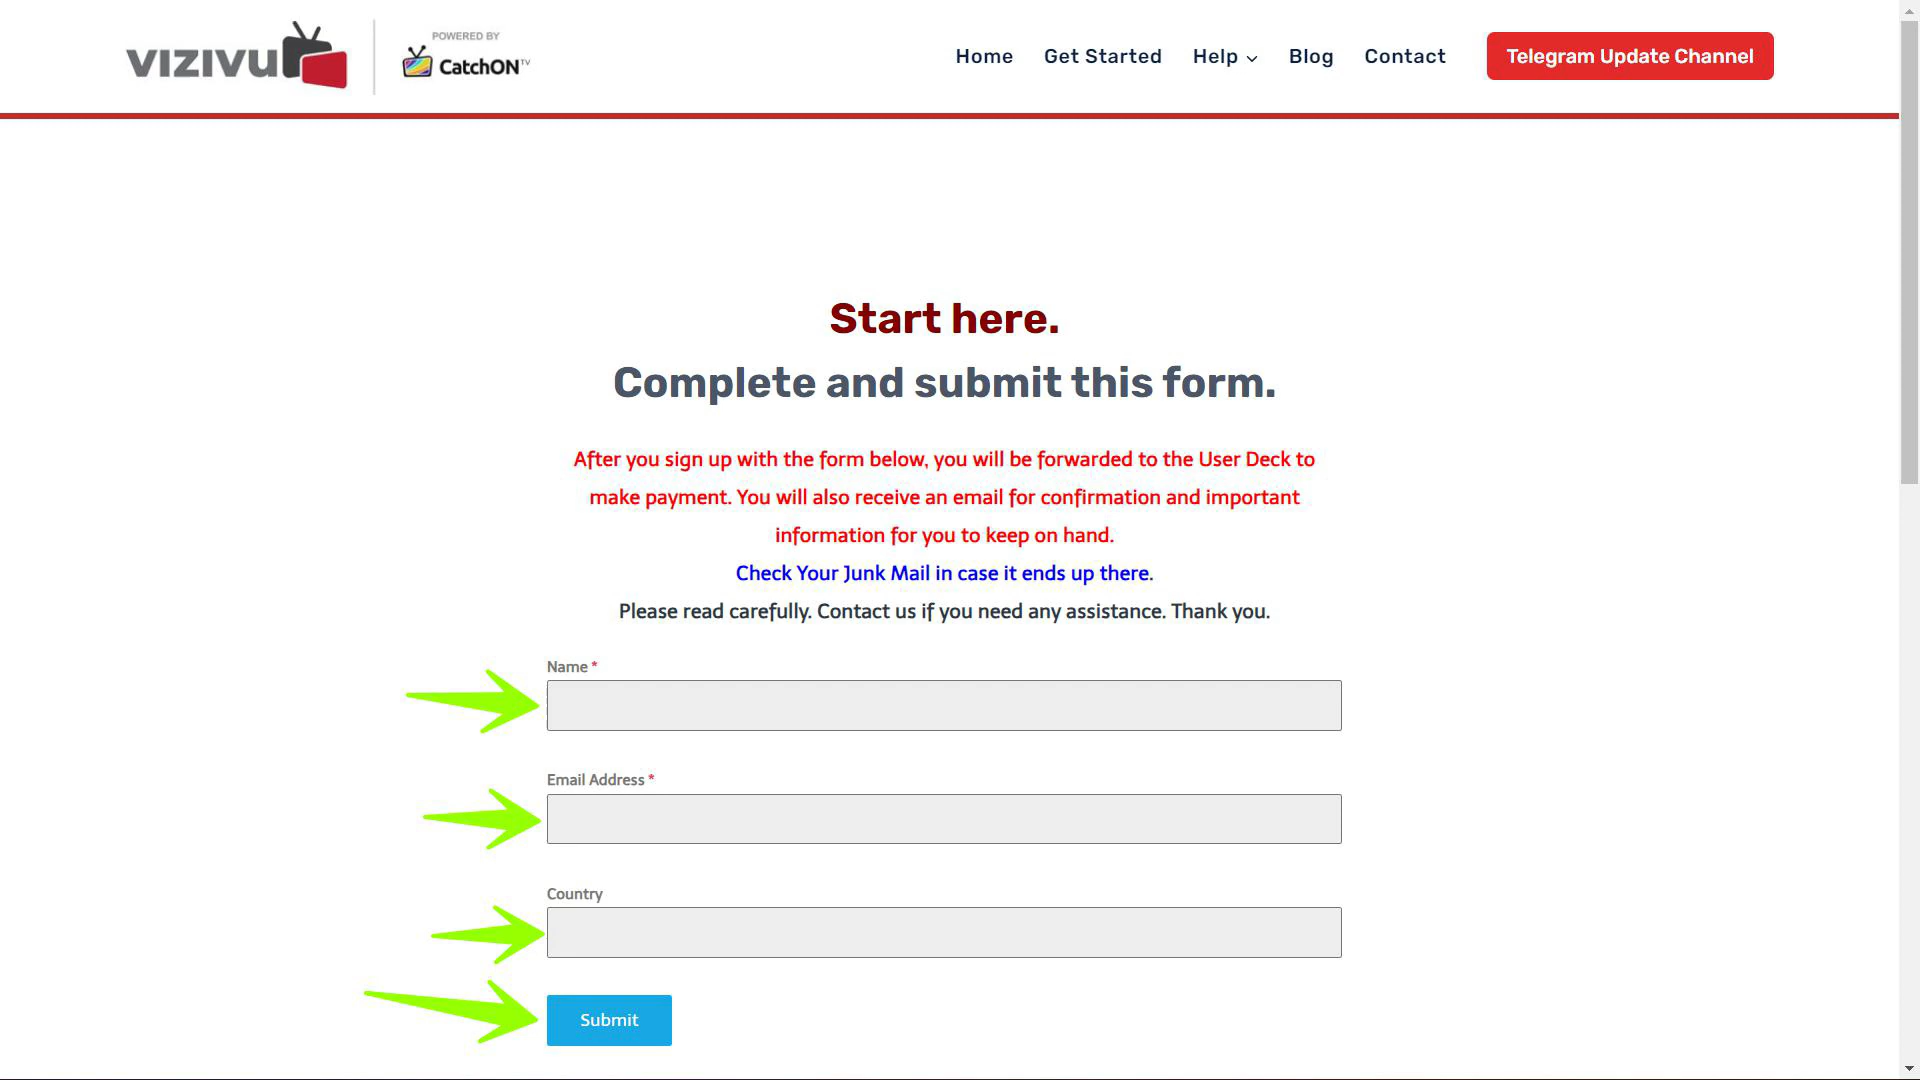 VIZIVU
POWERED BY
CatchON TV
Home Get Started Help Blog Contact Telegram Update Channel
Start here.
Complete and submit this form.
After you sign up with the form below, you will be forwarded to the User Deck to
make payment. You will also receive an email for confirmation and important
information for you to keep on hand.
Check Your Junk Mail in case it ends up there.
Please read carefully. Contact us if you need any assistance. Thank you.
Name *
Email Address *
Country
Submit